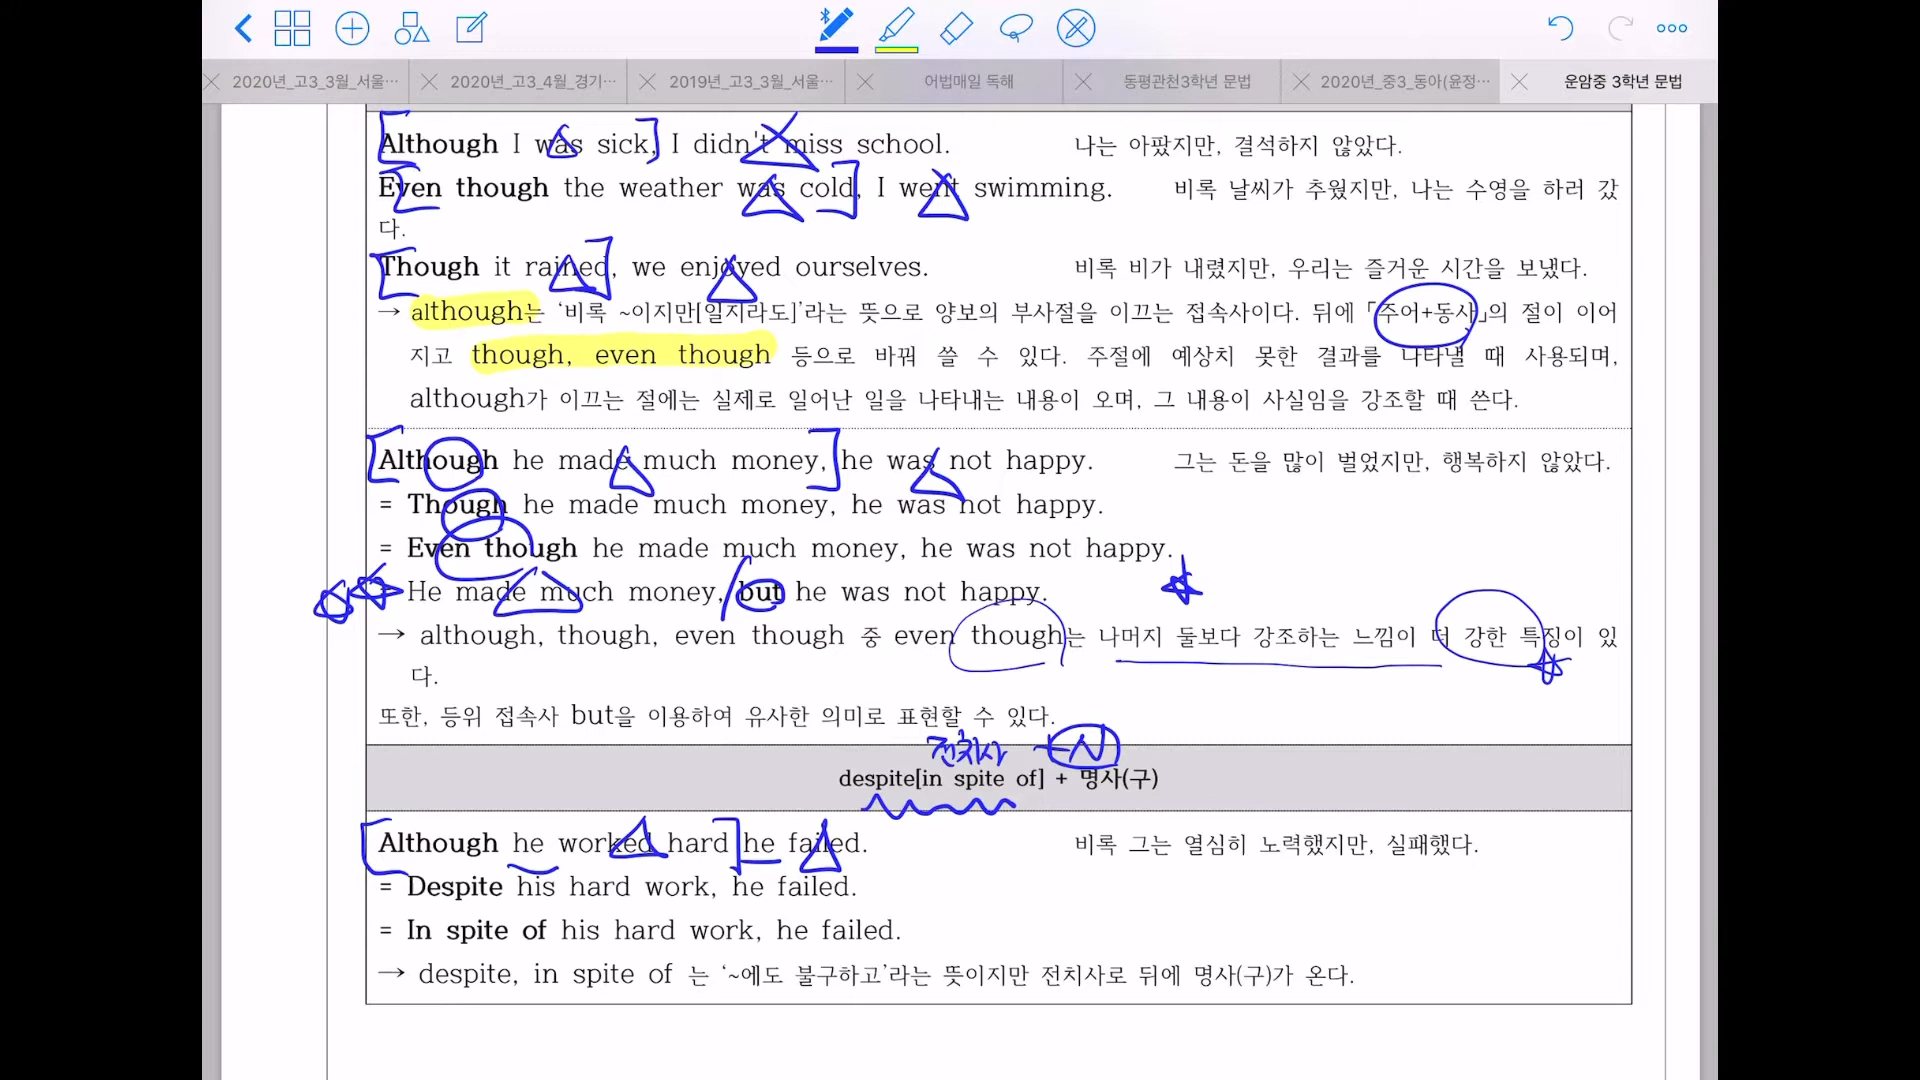 2020년_고3_3월_서울…
2020년_고3_4월_경기…
2019년_고3_3월_서울…
어법매일 독해
동평관천3학년 문법
2020년_중3_동아(윤정…
운암중 3학년 문법
Although I was sick, I didn't miss school. 나는 아팠지만, 결석하지 않았다.
Even though the weather was cold, I went swimming. 비록 날씨가 추웠지만, 나는 수영을 하러 갔
다.
Though it rained, we enjoyed ourselves. 비록 비가 내렸지만, 우리는 즐거운 시간을 보냈다.
→ although는 ‘비록 ~이지만[일지라도]’라는 뜻으로 양보의 부사절을 이끄는 접속사이다. 뒤에 「주어+동사」의 절이 이어
지고 though, even though 등으로 바꿔 쓸 수 있다. 주절에 예상치 못한 결과를 나타낼 때 사용되며,
although가 이끄는 절에는 실제로 일어난 일을 나타내는 내용이 오며, 그 내용이 사실임을 강조할 때 쓴다.
Although he made much money, he was not happy. 그는 돈을 많이 벌었지만, 행복하지 않았다.
= Though he made much money, he was not happy.
= Even though he made much money, he was not happy.
= He made much money, but he was not happy.
→ although, though, even though 중 even though는 나머지 둘보다 강조하는 느낌이 더 강한 특징이 있
다.
또한, 등위 접속사 but을 이용하여 유사한 의미로 표현할 수 있다.
전치사 + N
despite[in spite of] + 명사(구)
Although he worked hard he failed. 비록 그는 열심히 노력했지만, 실패했다.
= Despite his hard work, he failed.
= In spite of his hard work, he failed.
→ despite, in spite of 는 ‘~에도 불구하고’라는 뜻이지만 전치사로 뒤에 명사(구)가 온다.